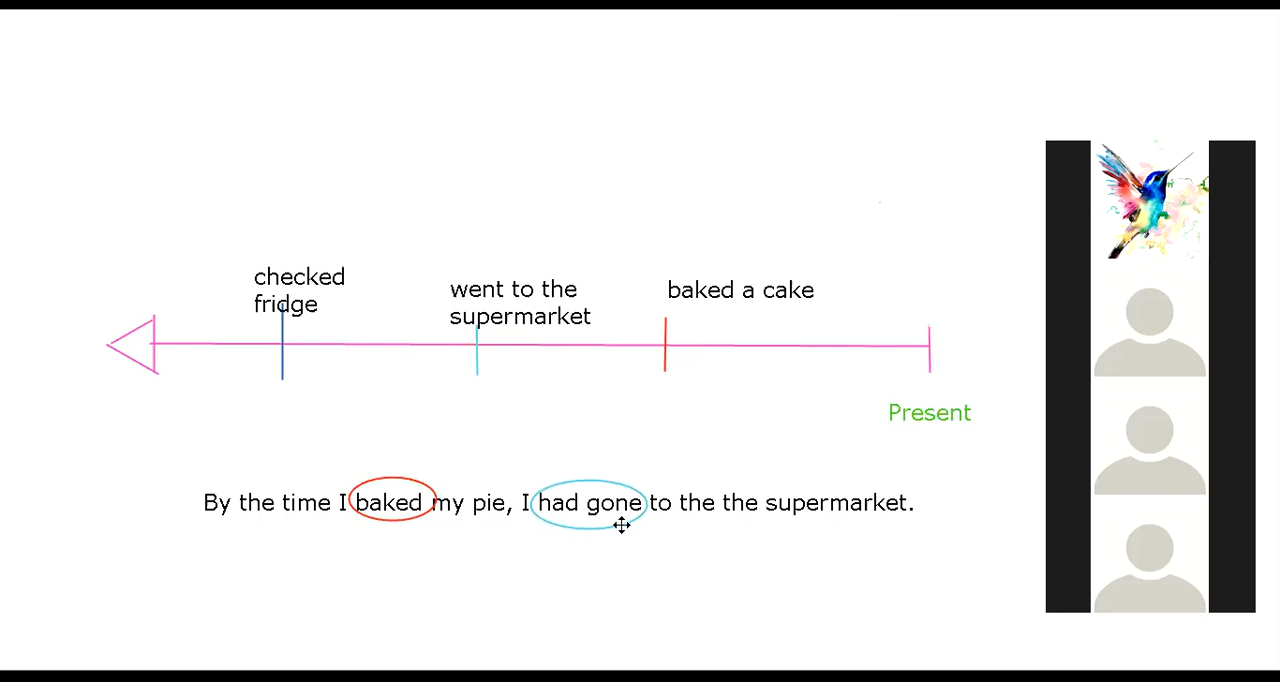 checked
fridge
went to the
supermarket
baked a cake
Present
By the time I baked my pie, I had gone to the the supermarket.